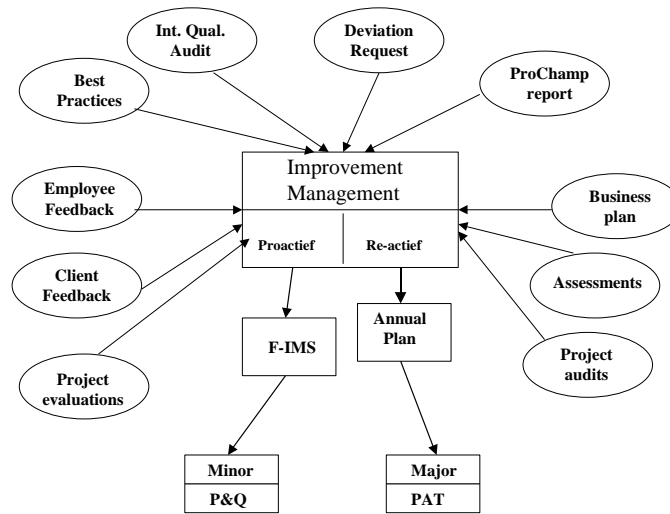 Int. Qual.
Audit
Deviation
Request
Best
Practices
ProChamp
report
Improvement
Management
Employee
Feedback
Business
plan
Proactief
Re-actief
Client
Feedback
Assessments
F-IMS
Annual
Plan
Project
evaluations
Project
audits
Minor
P&Q
Major
PAT